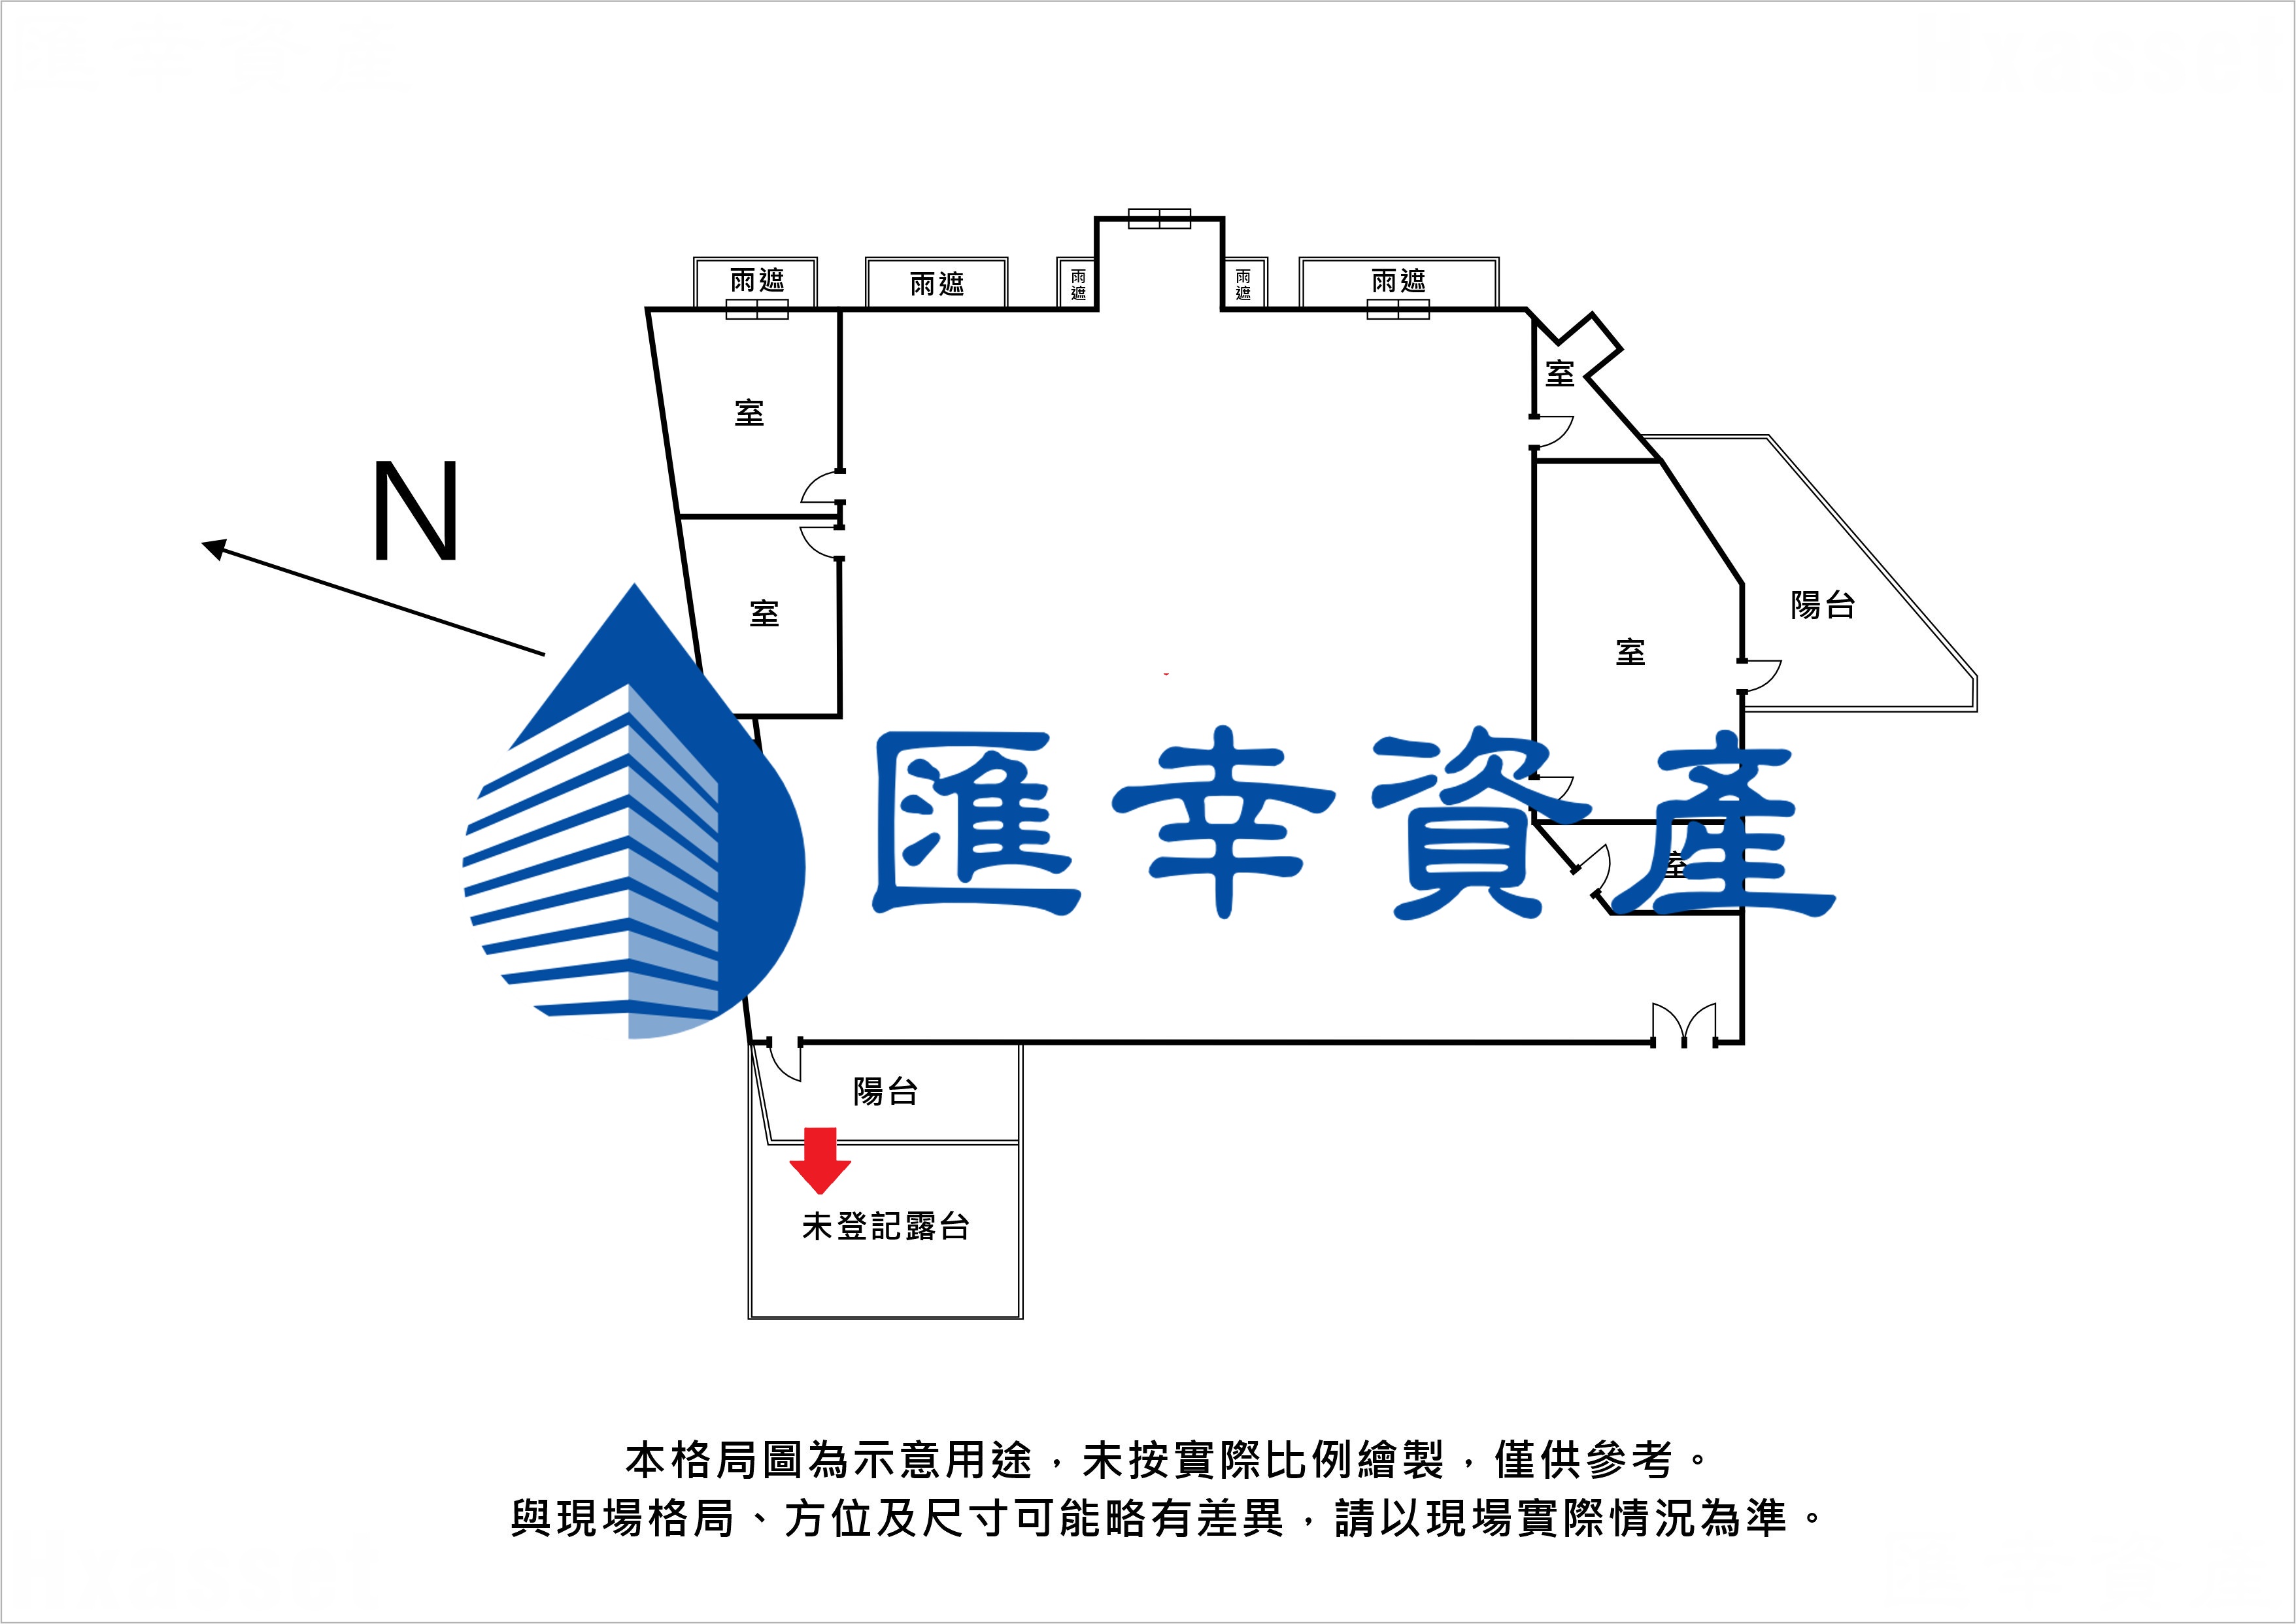 雨遮
雨遮
雨遮
雨遮
雨遮
室
室
N
室
陽台
室
室
匯幸資產
陽台
未登記露台
本格局圖為示意用途，未按實際比例繪製，僅供參考。
與現場格局、方位及尺寸可能略有差異，請以現場實際情況為準。